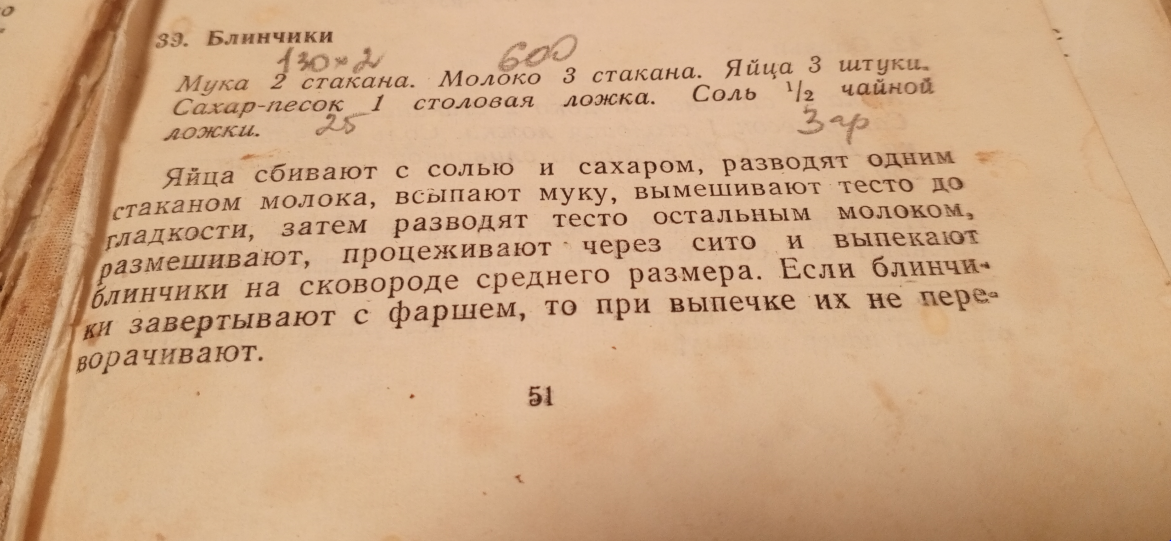 39. Блинчики
130×2 600
Мука 2 стакана. Молоко 3 стакана. Яйца 3 штуки.
Сахар-песок 1 столовая ложка. Соль ½ чайной
ложки. 25 3 гр
Яйца сбивают с солью и сахаром, разводят одним
стаканом молока, всыпают муку, вымешивают тесто до
гладкости, затем разводят тесто остальным молоком,
размешивают, процеживают через сито и выпекают
блинчики на сковороде среднего размера. Если блинчи-
ки завертывают с фаршем, то при выпечке их не пере-
ворачивают.
51